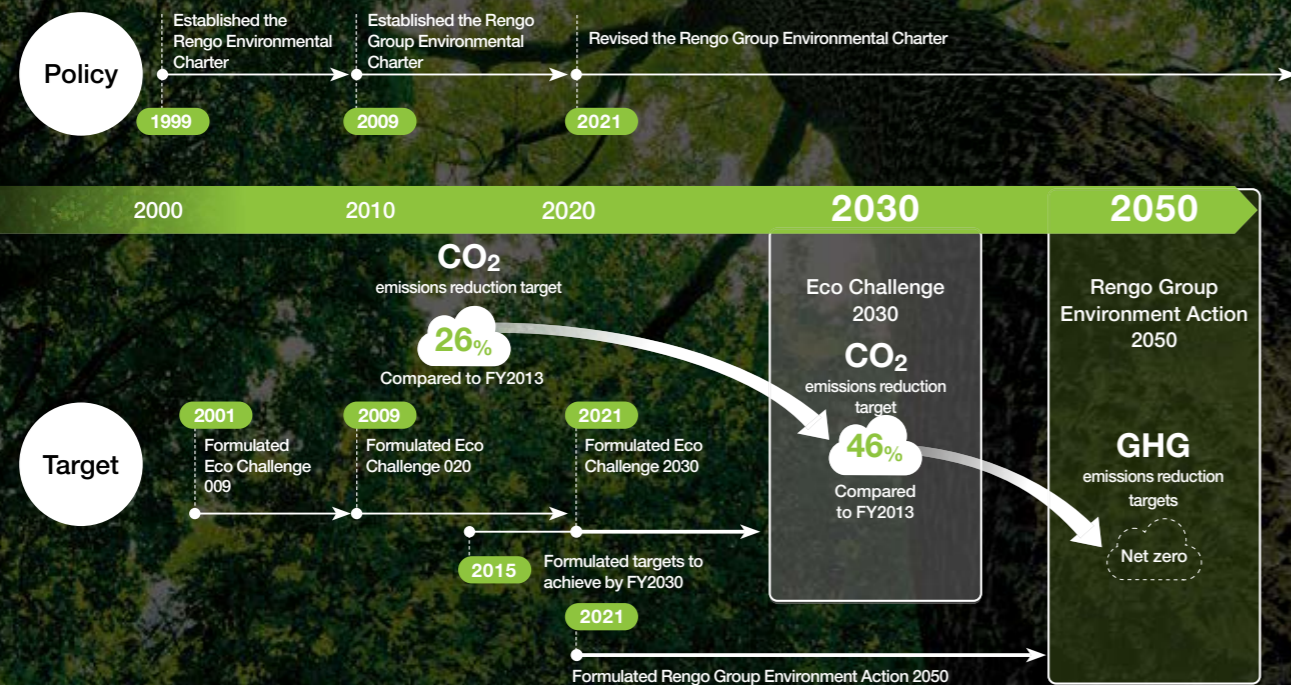 Policy
Established the
Rengo Environmental
Charter
1999
Established the Rengo
Group Environmental
Charter
2009
Revised the Rengo Group Environmental Charter
2021
2000
2010
2020
2030
2050
CO₂
emissions reduction target
26%
Compared to FY2013
Eco Challenge
2030
CO₂
emissions reduction
target
46%
Compared
to FY2013
Rengo Group
Environment Action
2050
GHG
emissions reduction
targets
Net zero
Target
2001
Formulated
Eco Challenge
009
2009
Formulated Eco
Challenge 020
2021
Formulated Eco
Challenge 2030
2015
Formulated targets to
achieve by FY2030
2021
Formulated Rengo Group Environment Action 2050